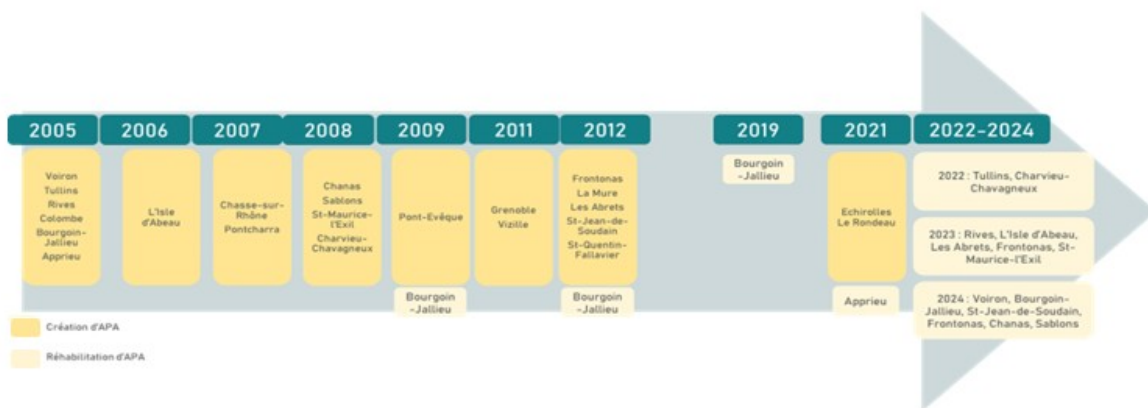 2005
2006
2007
2008
2009
2011
2012
2019
2021
2022-2024
Voiron
Tullins
Rives
Colombe
Bourgoin-
Jallieu
Apprieu
L'Isle
d'Abeau
Chasse-sur-
Rhône
Pontcharra
Chanas
Sablons
St-Maurice-
l'Exil
Charvieu-
Chavagneux
Pont-Evêque
Bourgoin
-Jallieu
Grenoble
Vizille
Frontonas
La Mure
Les Abrets
St-Jean-de-
Soudain
St-Quentin-
Fallavier
Bourgoin
-Jallieu
Bourgoin
-Jallieu
Echirolles
Le Rondeau
Apprieu
2022 : Tullins, Charvieu-
Chavagneux
2023 : Rives, L'Isle d'Abeau,
Les Abrets, Frontonas, St-
Maurice-l'Exil
2024 : Voiron, Bourgoin-
Jallieu, St-Jean-de-Soudain,
Frontonas, Chanas, Sablons
Création d'APA
Réhabilitation d'APA